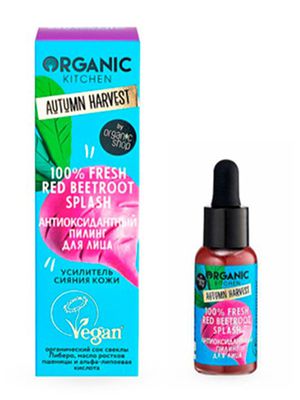 ORGANIC
KITCHEN
AUTUMN HARVEST
by
organic
shop
100% FRESH
RED BEETROOT
SPLASH
АНТИОКСИДАНТНЫЙ
ПИЛИНГ
ДЛЯ ЛИЦА
УСИЛИТЕЛЬ
СИЯНИЯ КОЖИ
Vegan
органический сок свеклы
Либеро, масло ростков
пшеницы и альфа-липоевая
кислота
ORGANIC
KITCHEN
AUTUMN HARVEST
100% FRESH
RED BEETROOT
SPLASH
АНТИОКСИДАНТНЫЙ
ПИЛИНГ
ДЛЯ ЛИЦА